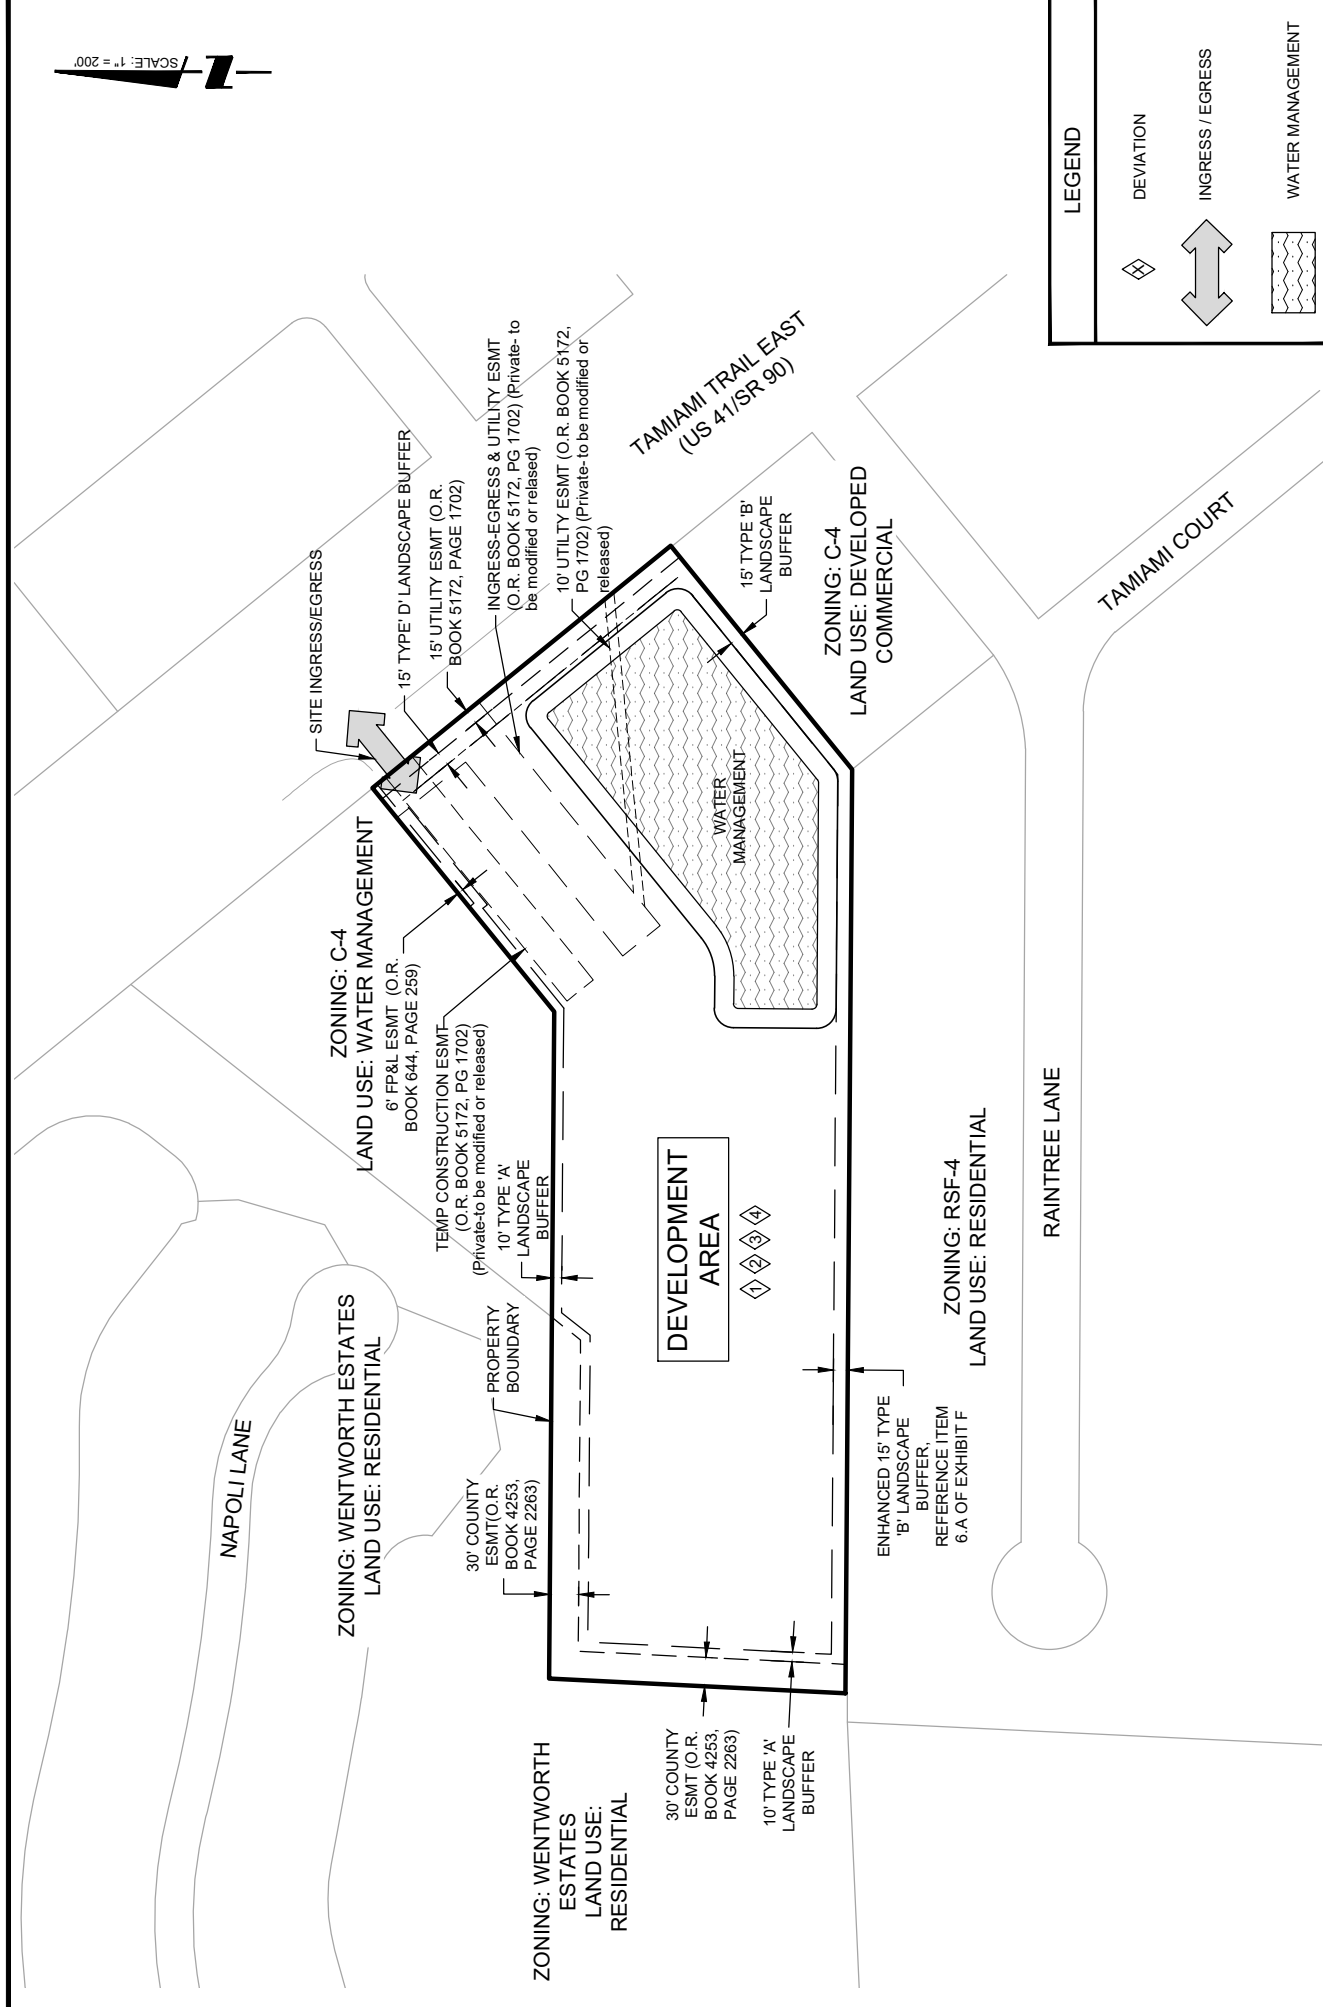 SCALE: 1" = 200'
SITE INGRESS/EGRESS
15' TYPE' D' LANDSCAPE BUFFER
15' UTILITY ESMT (O.R.
BOOK 5172, PAGE 1702)
INGRESS-EGRESS & UTILITY ESMT
(O.R. BOOK 5172, PG 1702) (Private- to
be modified or relased)
10' UTILTY ESMT (O.R. BOOK 5172,
PG 1702) (Private- to be modified or
released)
TAMIAMI TRAIL EAST
(US 41/SR 90)
15' TYPE 'B'
LANDSCAPE
BUFFER
ZONING: C-4
LAND USE: DEVELOPED
COMMERCIAL
TAMIAMI COURT
ZONING: C-4
LAND USE: WATER MANAGEMENT
6' FP&L ESMT (O.R.
BOOK 644, PAGE 259)
TEMP CONSTRUCTION ESMT
(O.R. BOOK 5172, PG 1702)
(Private-to be modified or released)
10' TYPE 'A'
LANDSCAPE
BUFFER
WATER
MANAGEMENT
PROPERTY
BOUNDARY
DEVELOPMENT
AREA
1 2 3 4
ZONING: WENTWORTH ESTATES
LAND USE: RESIDENTIAL
NAPOLI LANE
30' COUNTY
ESMT(O.R.
BOOK 4253,
PAGE 2263)
ZONING: RSF-4
LAND USE: RESIDENTIAL
RAINTREE LANE
ENHANCED 15' TYPE
'B' LANDSCAPE
BUFFER,
REFERENCE ITEM
6.A OF EXHIBIT F
ZONING: WENTWORTH
ESTATES
LAND USE:
RESIDENTIAL
30' COUNTY
ESMT (O.R.
BOOK 4253,
PAGE 2263)
10' TYPE 'A'
LANDSCAPE
BUFFER
LEGEND
X DEVIATION
INGRESS / EGRESS
WATER MANAGEMENT